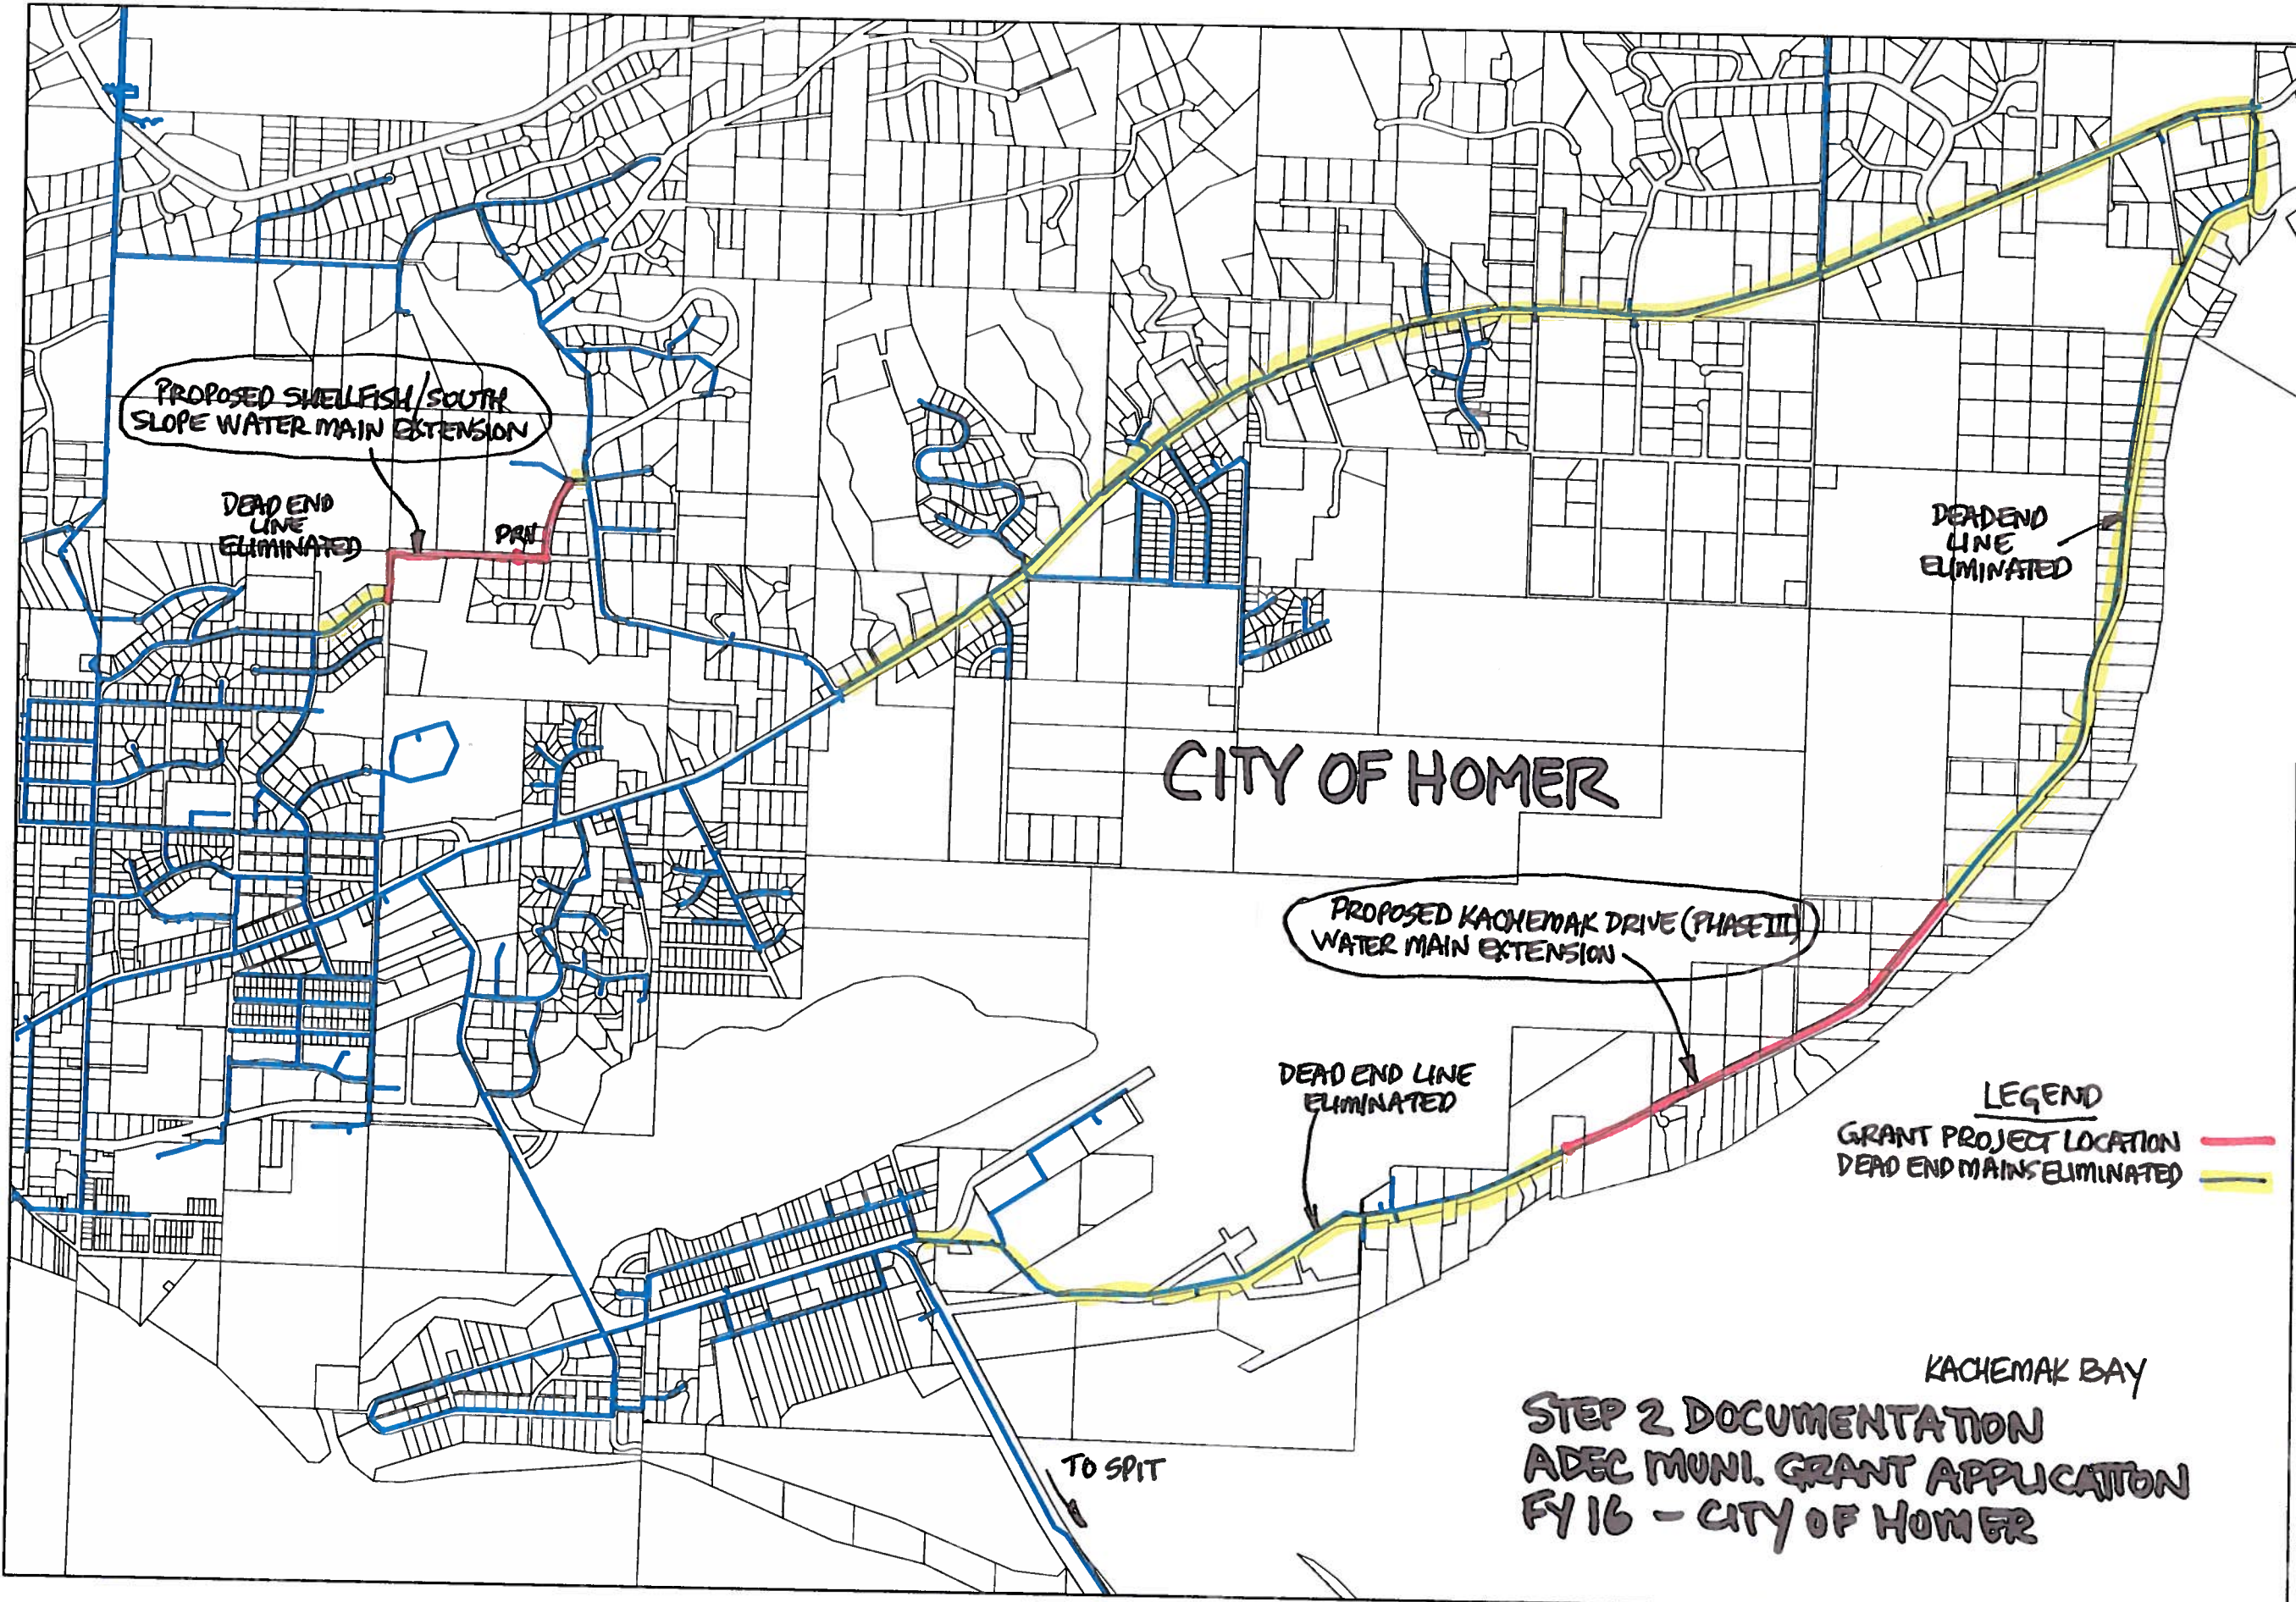 PROPOSED SHELLFISH/SOUTH
SLOPE WATER MAIN EXTENSION
DEAD END
LINE
ELIMINATED
PRV
DEAD END
LINE
ELIMINATED
CITY OF HOMER
PROPOSED KACHEMAK DRIVE (PHASE III)
WATER MAIN EXTENSION
DEAD END LINE
ELIMINATED
LEGEND
GRANT PROJECT LOCATION
DEAD END MAINS ELIMINATED
KACHEMAK BAY
TO SPIT
STEP 2 DOCUMENTATION
ADEC MUNI. GRANT APPLICATION
FY 16 - CITY OF HOMER